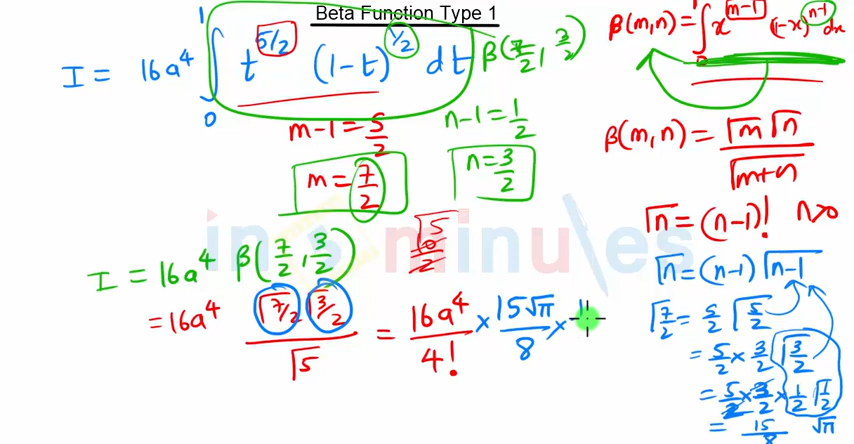 Beta Function Type 1
I = 16a⁴ ∫₀¹ t^(5/2) (1-t)^(1/2) dt β(7/2, 3/2)
m-1 = 5/2
n-1 = 1/2
m = 7/2
n = 3/2
I = 16a⁴ β(7/2, 3/2)
= 16a⁴ (Γ7/2 Γ3/2)/Γ5 = 16a⁴/4! × 15√π/8 ×
β(m,n) = ∫₀¹ x^(m-1) (1-x)^(n-1) dx
β(m,n) = (Γm Γn)/Γ(m+n)
Γn = (n-1)! n>0
Γn = (n-1) Γ(n-1)
Γ7/2 = 5/2 Γ5/2
= 5/2 × 3/2 Γ3/2
= 5/2 × 3/2 × 1/2 Γ1/2
= 15/8 √π
in 5 minutes